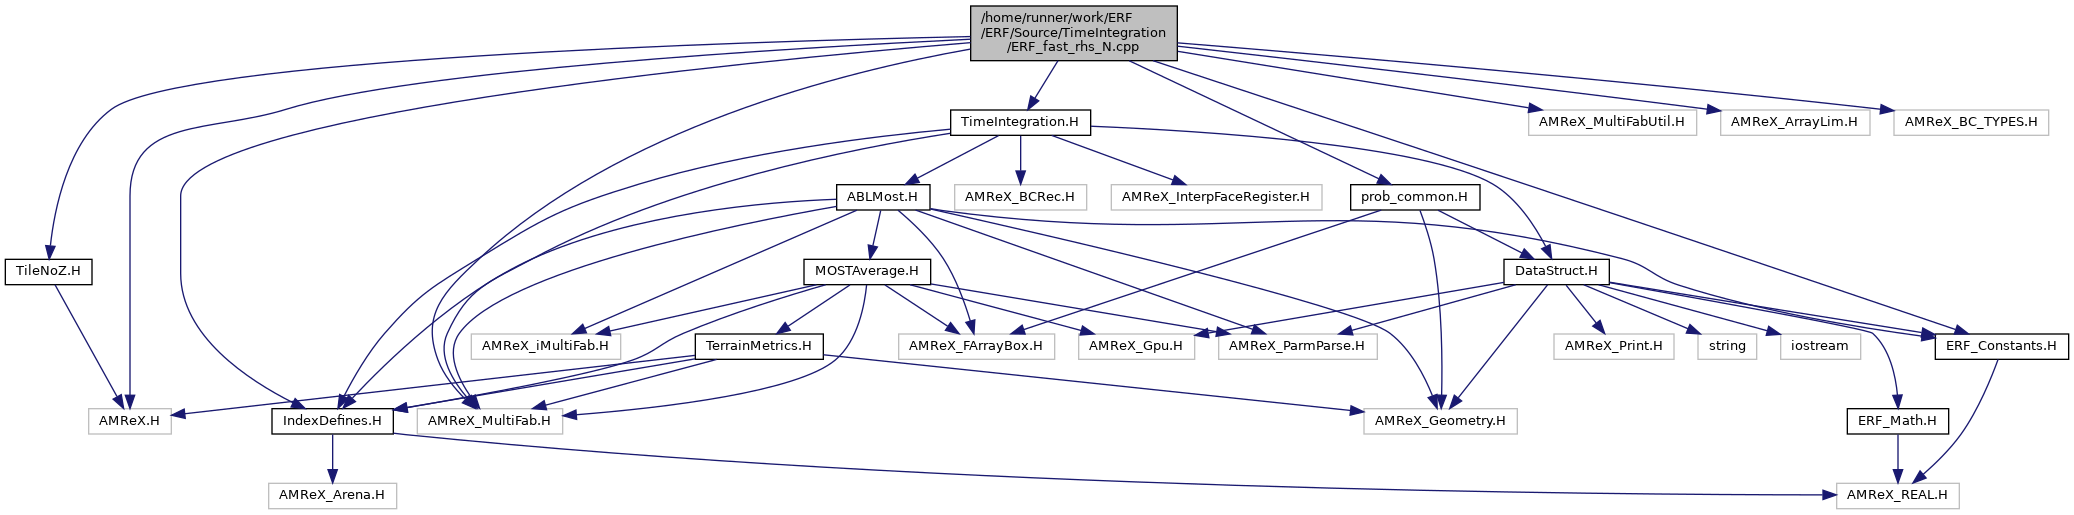 /home/runner/work/ERF
/ERF/Source/TimeIntegration
/ERF_fast_rhs_N.cpp
TimeIntegration.H
AMReX_MultiFabUtil.H
AMReX_ArrayLim.H
AMReX_BC_TYPES.H
ABLMost.H
AMReX_BCRec.H
AMReX_InterpFaceRegister.H
prob_common.H
TileNoZ.H
MOSTAverage.H
DataStruct.H
AMReX_iMultiFab.H
TerrainMetrics.H
AMReX_FArrayBox.H
AMReX_Gpu.H
AMReX_ParmParse.H
AMReX_Print.H
string
iostream
ERF_Constants.H
AMReX.H
IndexDefines.H
AMReX_MultiFab.H
AMReX_Geometry.H
ERF_Math.H
AMReX_Arena.H
AMReX_REAL.H